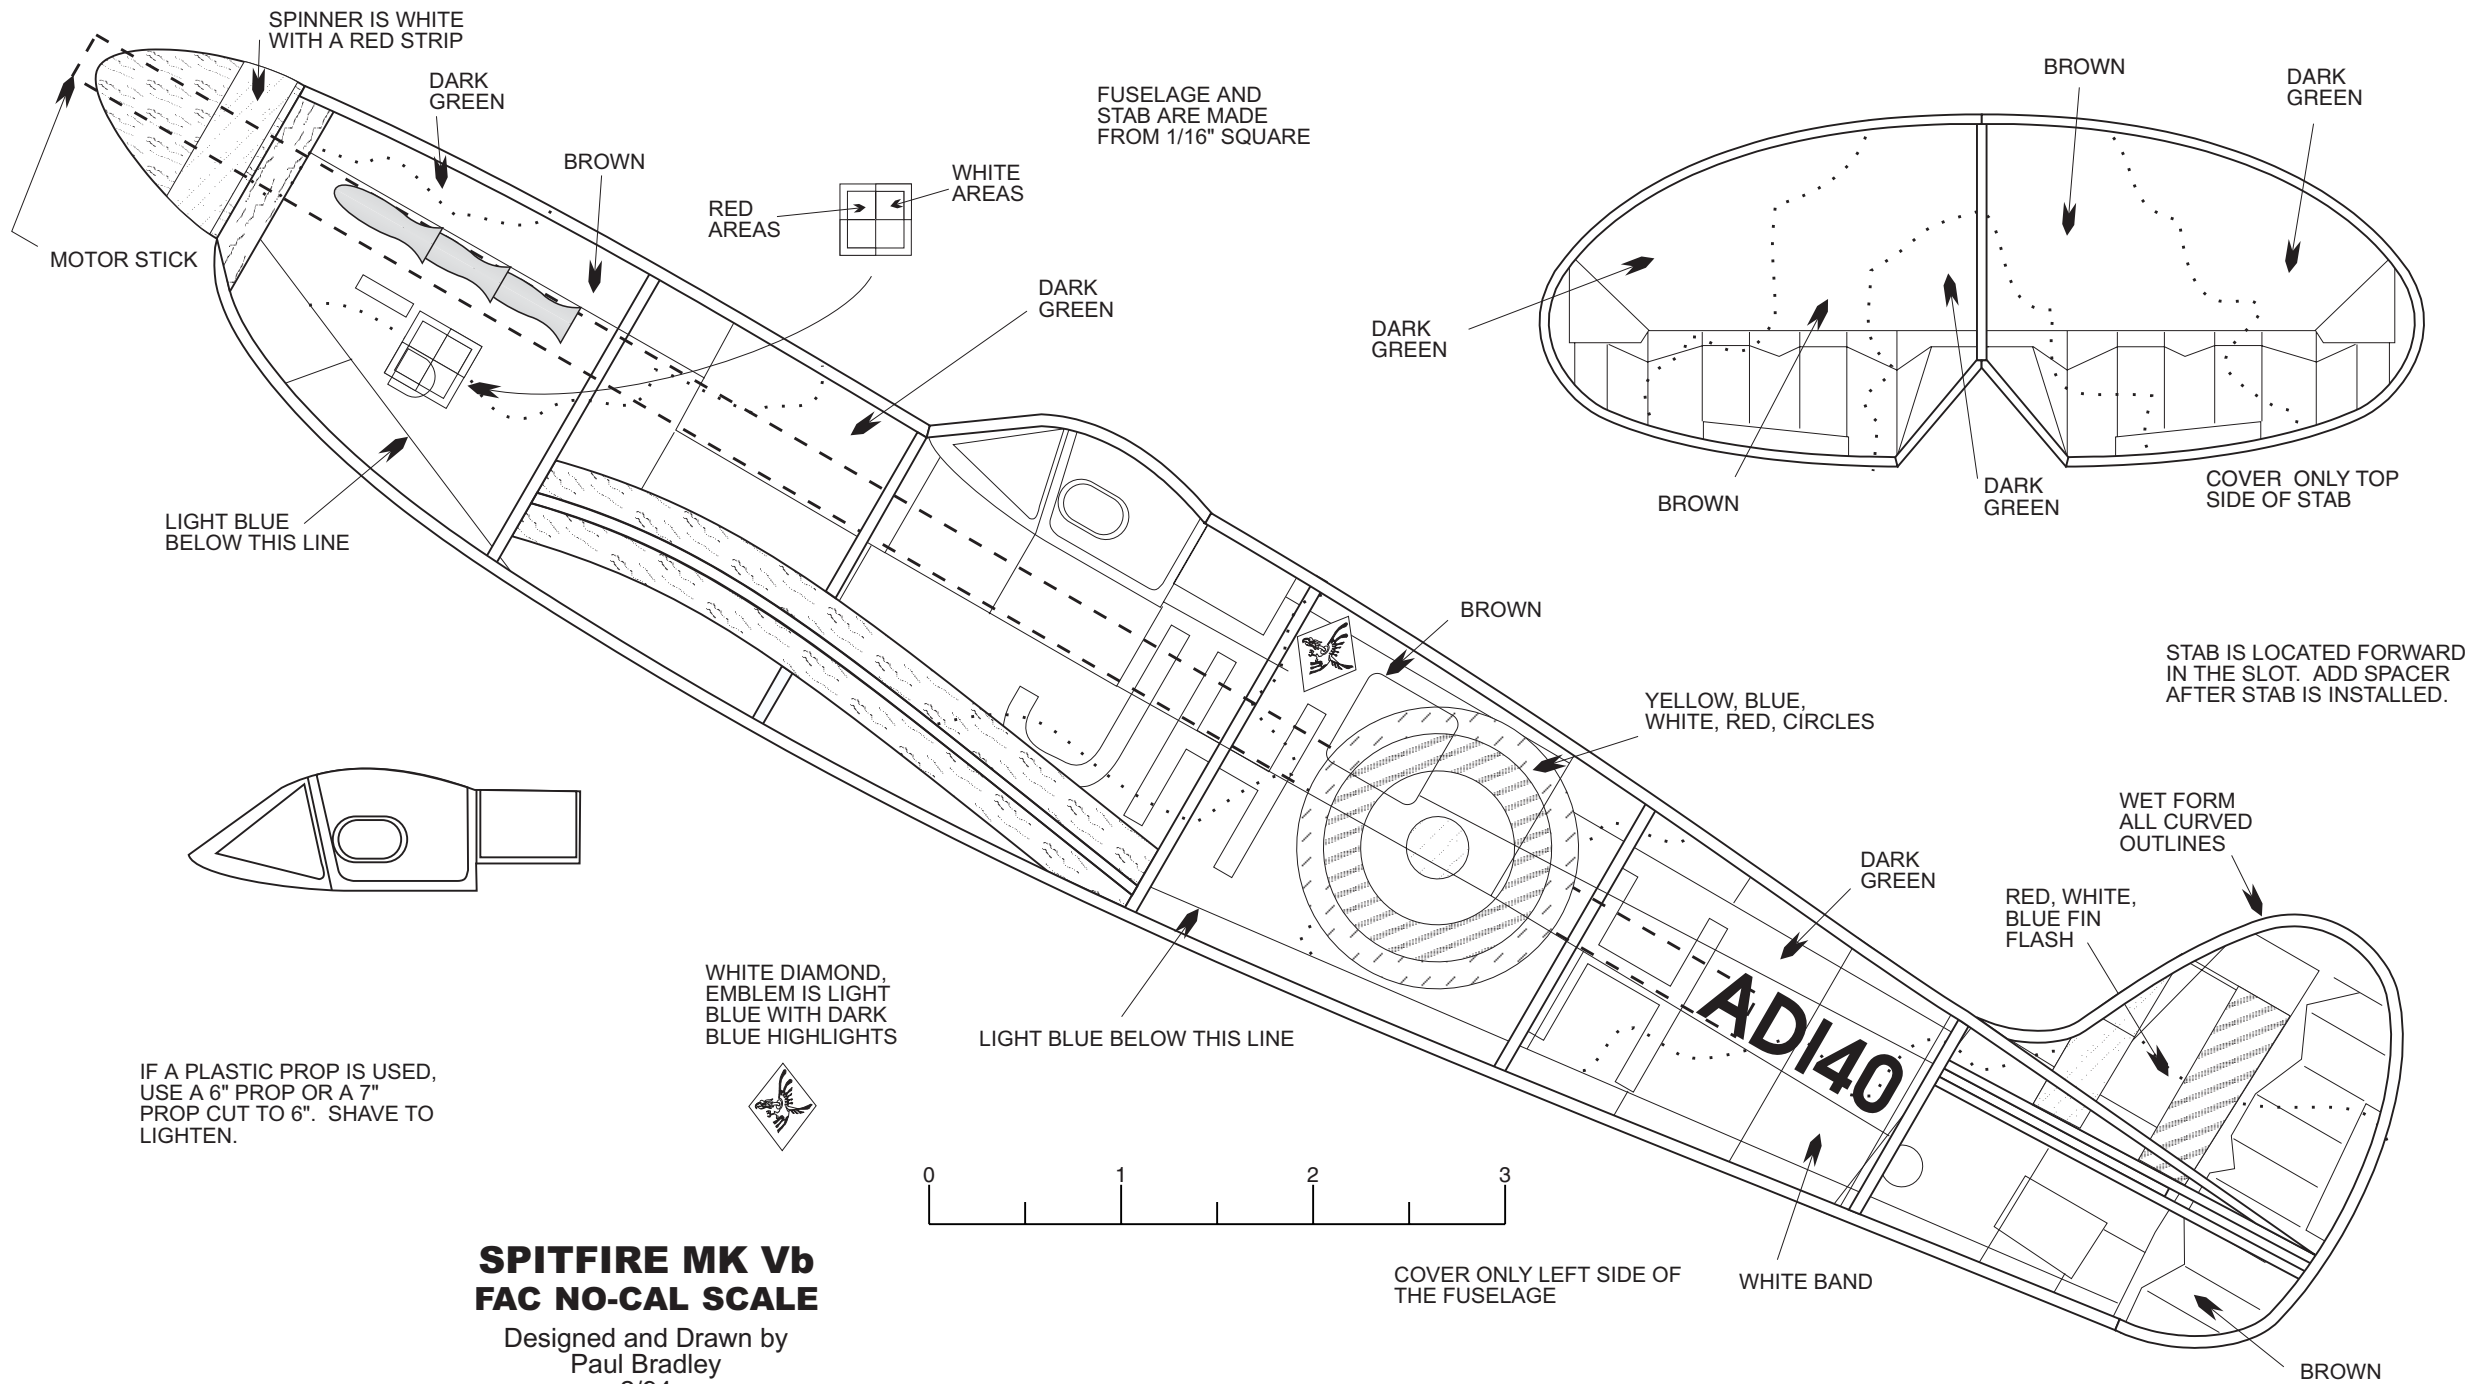 SPINNER IS WHITE
WITH A RED STRIP
DARK
GREEN
BROWN
MOTOR STICK
FUSELAGE AND
STAB ARE MADE
FROM 1/16" SQUARE
WHITE
AREAS
RED
AREAS
DARK
GREEN
BROWN
DARK
GREEN
DARK
GREEN
BROWN
DARK
GREEN
COVER ONLY TOP
SIDE OF STAB
LIGHT BLUE
BELOW THIS LINE
BROWN
STAB IS LOCATED FORWARD
IN THE SLOT. ADD SPACER
AFTER STAB IS INSTALLED.
YELLOW, BLUE,
WHITE, RED, CIRCLES
WET FORM
ALL CURVED
OUTLINES
DARK
GREEN
RED, WHITE,
BLUE FIN
FLASH
WHITE DIAMOND,
EMBLEM IS LIGHT
BLUE WITH DARK
BLUE HIGHLIGHTS
LIGHT BLUE BELOW THIS LINE
ADI40
IF A PLASTIC PROP IS USED,
USE A 6" PROP OR A 7"
PROP CUT TO 6". SHAVE TO
LIGHTEN.
0 1 2 3
SPITFIRE MK Vb
FAC NO-CAL SCALE
Designed and Drawn by
Paul Bradley
COVER ONLY LEFT SIDE OF
THE FUSELAGE
WHITE BAND
BROWN